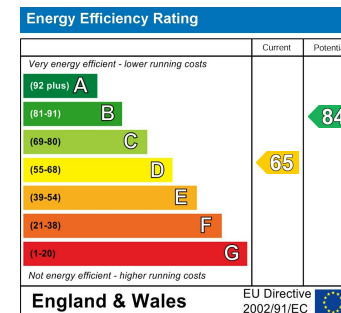 Energy Efficiency Rating
Current Potenti
Very energy efficient - lower running costs
(92 plus) A
(81-91) B
84
(69-80) C
(55-68) D
65
(39-54) E
(21-38) F
(1-20) G
Not energy efficient - higher running costs
England & Wales
EU Directive
2002/91/EC